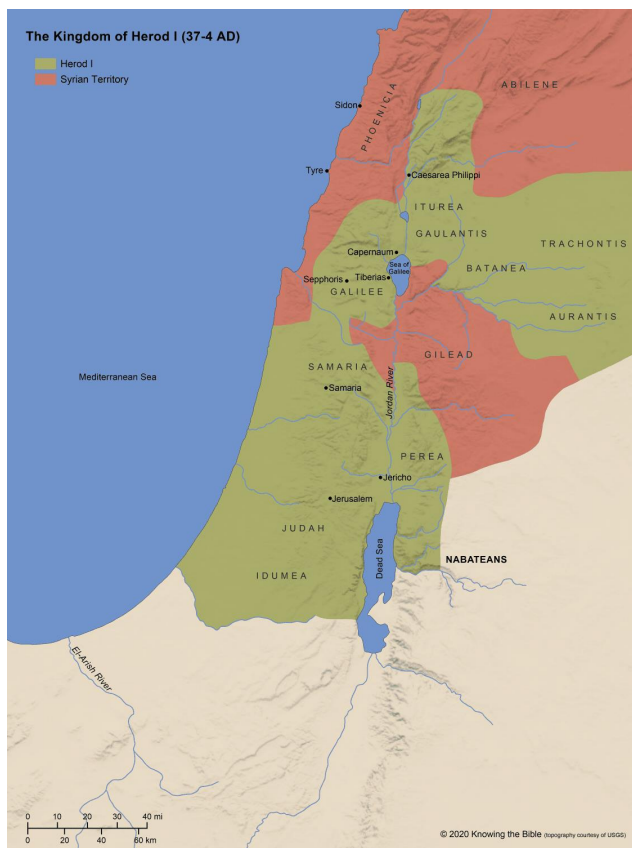 The Kingdom of Herod I (37-4 AD)
Herod I
Syrian Territory
ABILENE
Sidon
PHOENICIA
Tyre
Caesarea Philippi
ITUREA
GAULANTIS
TRACHONTIS
Capernaum
Sea of
Galilee
BATANEA
Sepphoris
Tiberias
GALILEE
AURANTIS
GILEAD
SAMARIA
Mediterranean Sea
Samaria
Jordan River
PEREA
Jericho
Jerusalem
JUDAH
Dead Sea
NABATEANS
IDUMEA
El-Arish River
0 10 20 30 40 mi
0 20 40 60 km
© 2020 Knowing the Bible (topography courtesy of USGS)